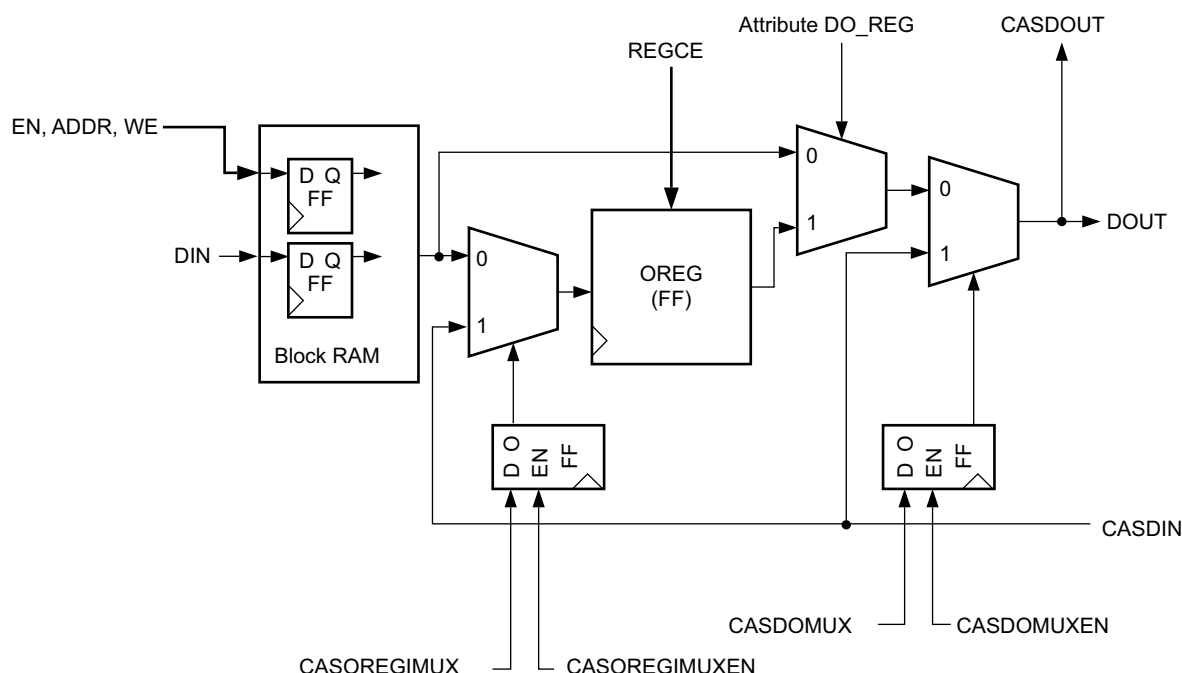 Attribute DO_REG
CASDOUT
REGCE
EN, ADDR, WE
D Q
FF
0
0
1
DOUT
DIN
D Q
FF
0
1
1
OREG
(FF)
Block RAM
D O
EN
FF
D O
EN
FF
CASDIN
CASDOMUX
CASDOMUXEN
CASOREGIMUX
CASOREGIMUXEN